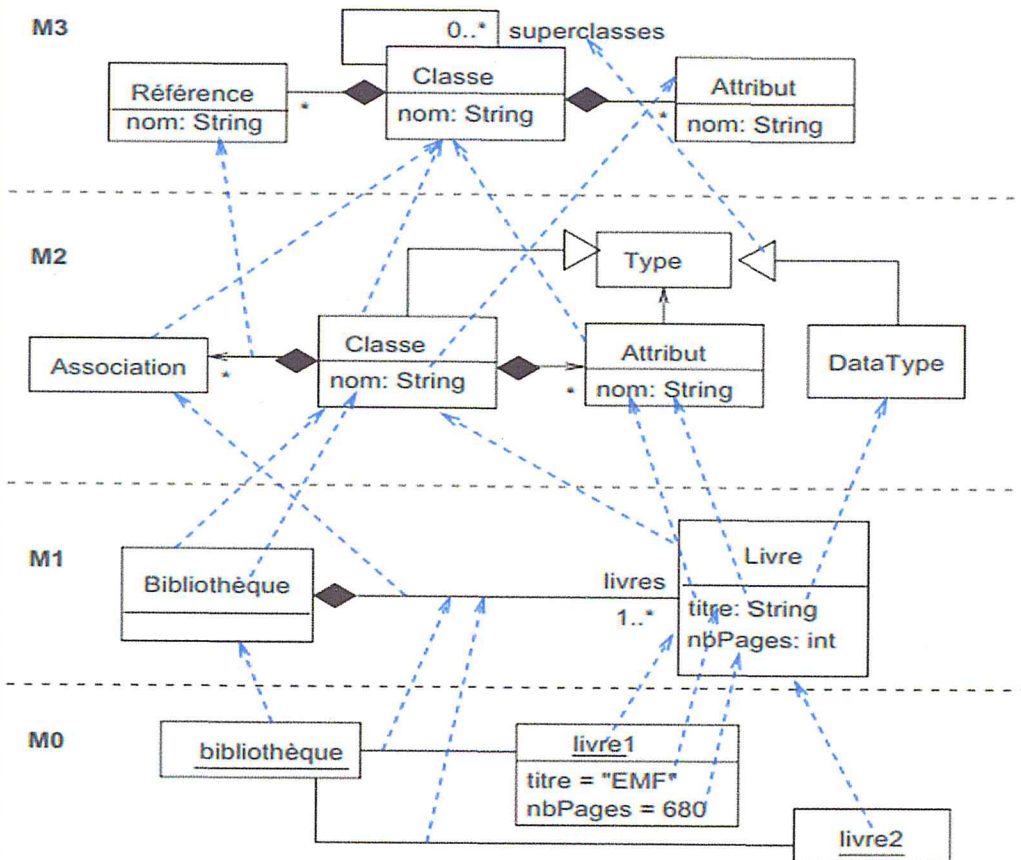 M3
0..* superclasses
Référence
nom: String
*
Classe
nom: String
*
Attribut
nom: String
M2
Type
Association
*
Classe
nom: String
*
Attribut
nom: String
DataType
M1
Bibliothèque
livres
1..*
Livre
titre: String
nbPages: int
M0
bibliothèque
livre1
titre = "EMF"
nbPages = 680
livre2